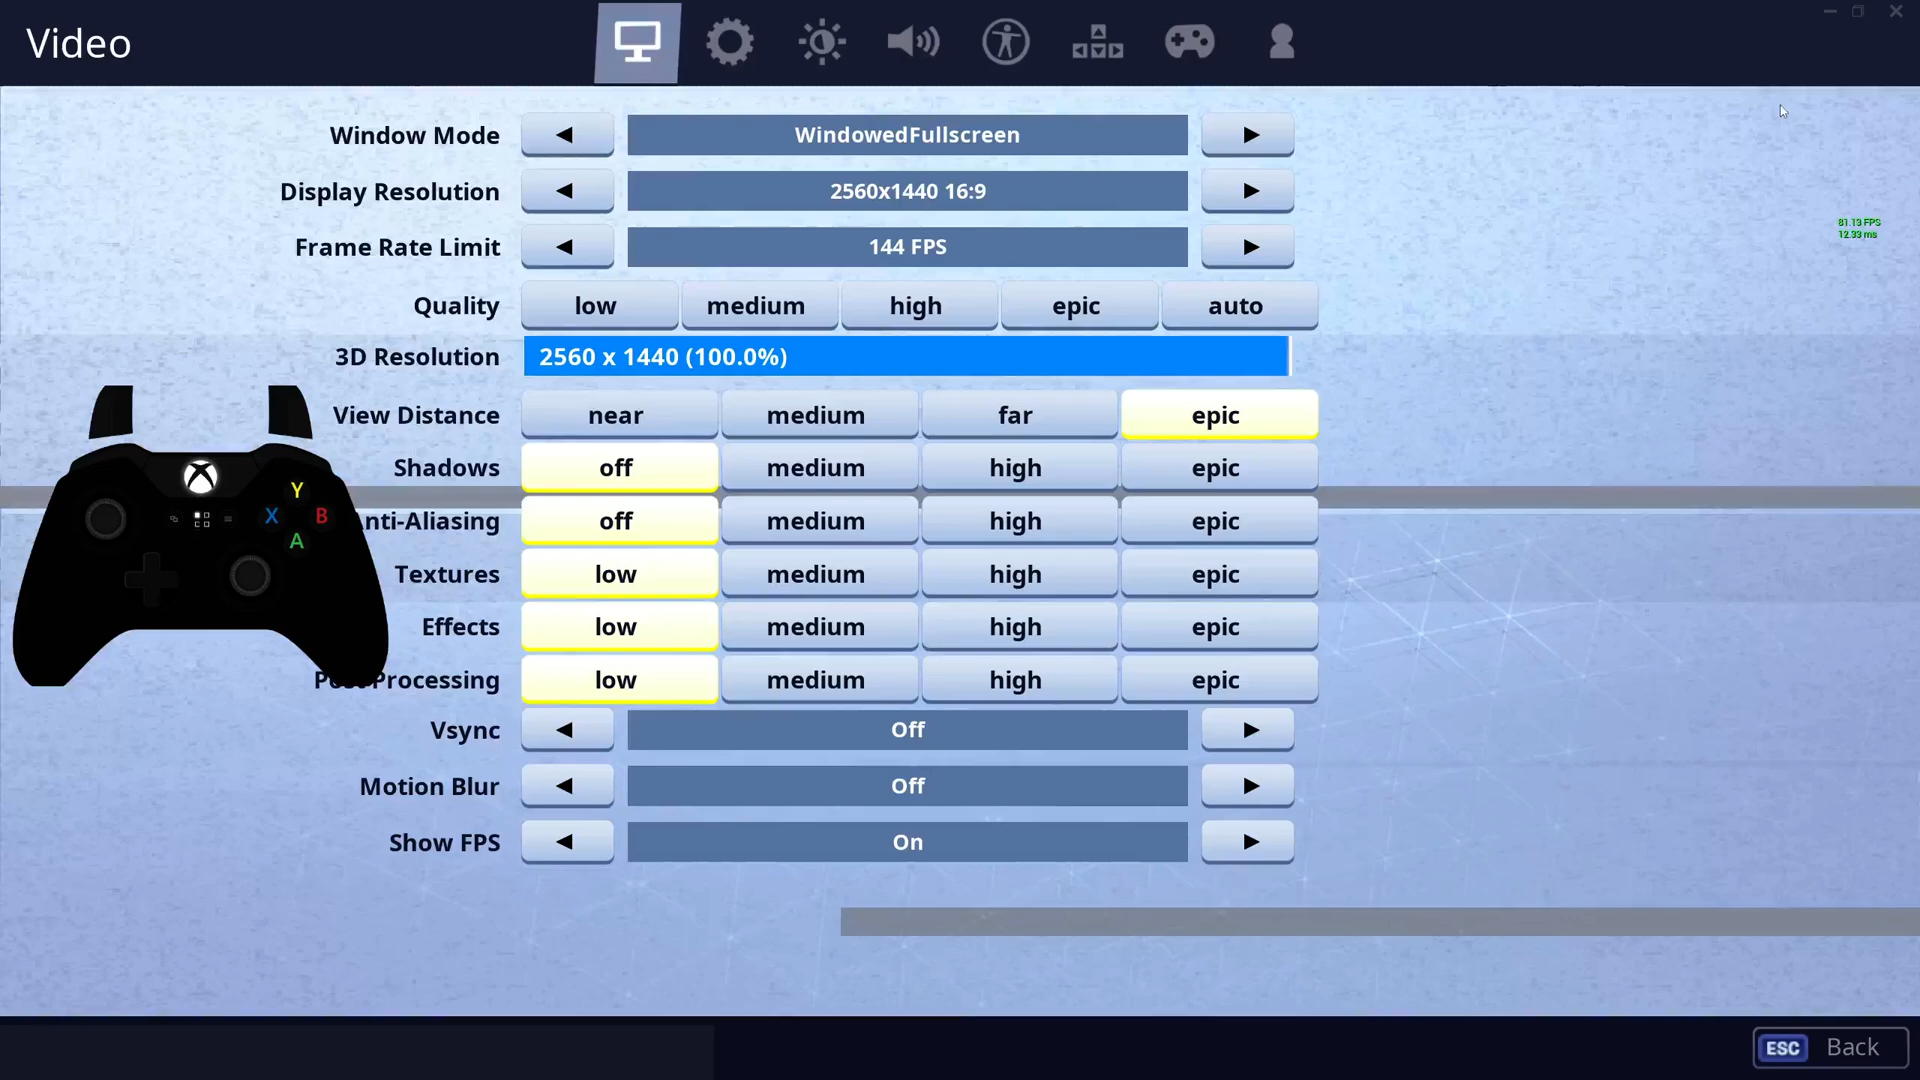 Video
Window Mode ◀ WindowedFullscreen ▶
Display Resolution ◀ 2560x1440 16:9 ▶
81.13 FPS
12.33 ms
Frame Rate Limit ◀ 144 FPS ▶
Quality low medium high epic auto
3D Resolution 2560 x 1440 (100.0%)
View Distance near medium far epic
Shadows off medium high epic
Y
X B
A
nti-Aliasing off medium high epic
Textures low medium high epic
Effects low medium high epic
Post Processing low medium high epic
Vsync ◀ Off ▶
Motion Blur ◀ Off ▶
Show FPS ◀ On ▶
ESC Back